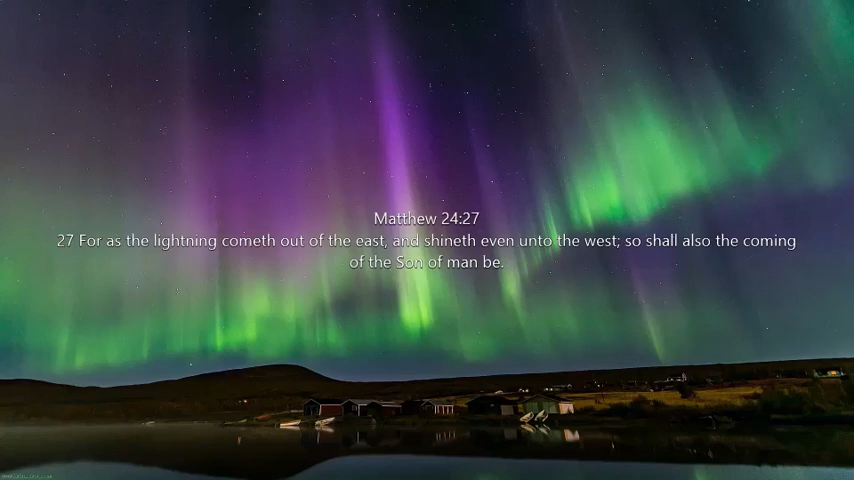 Matthew 24:27
27 For as the lightning cometh out of the east, and shineth even unto the west; so shall also the coming
of the Son of man be.